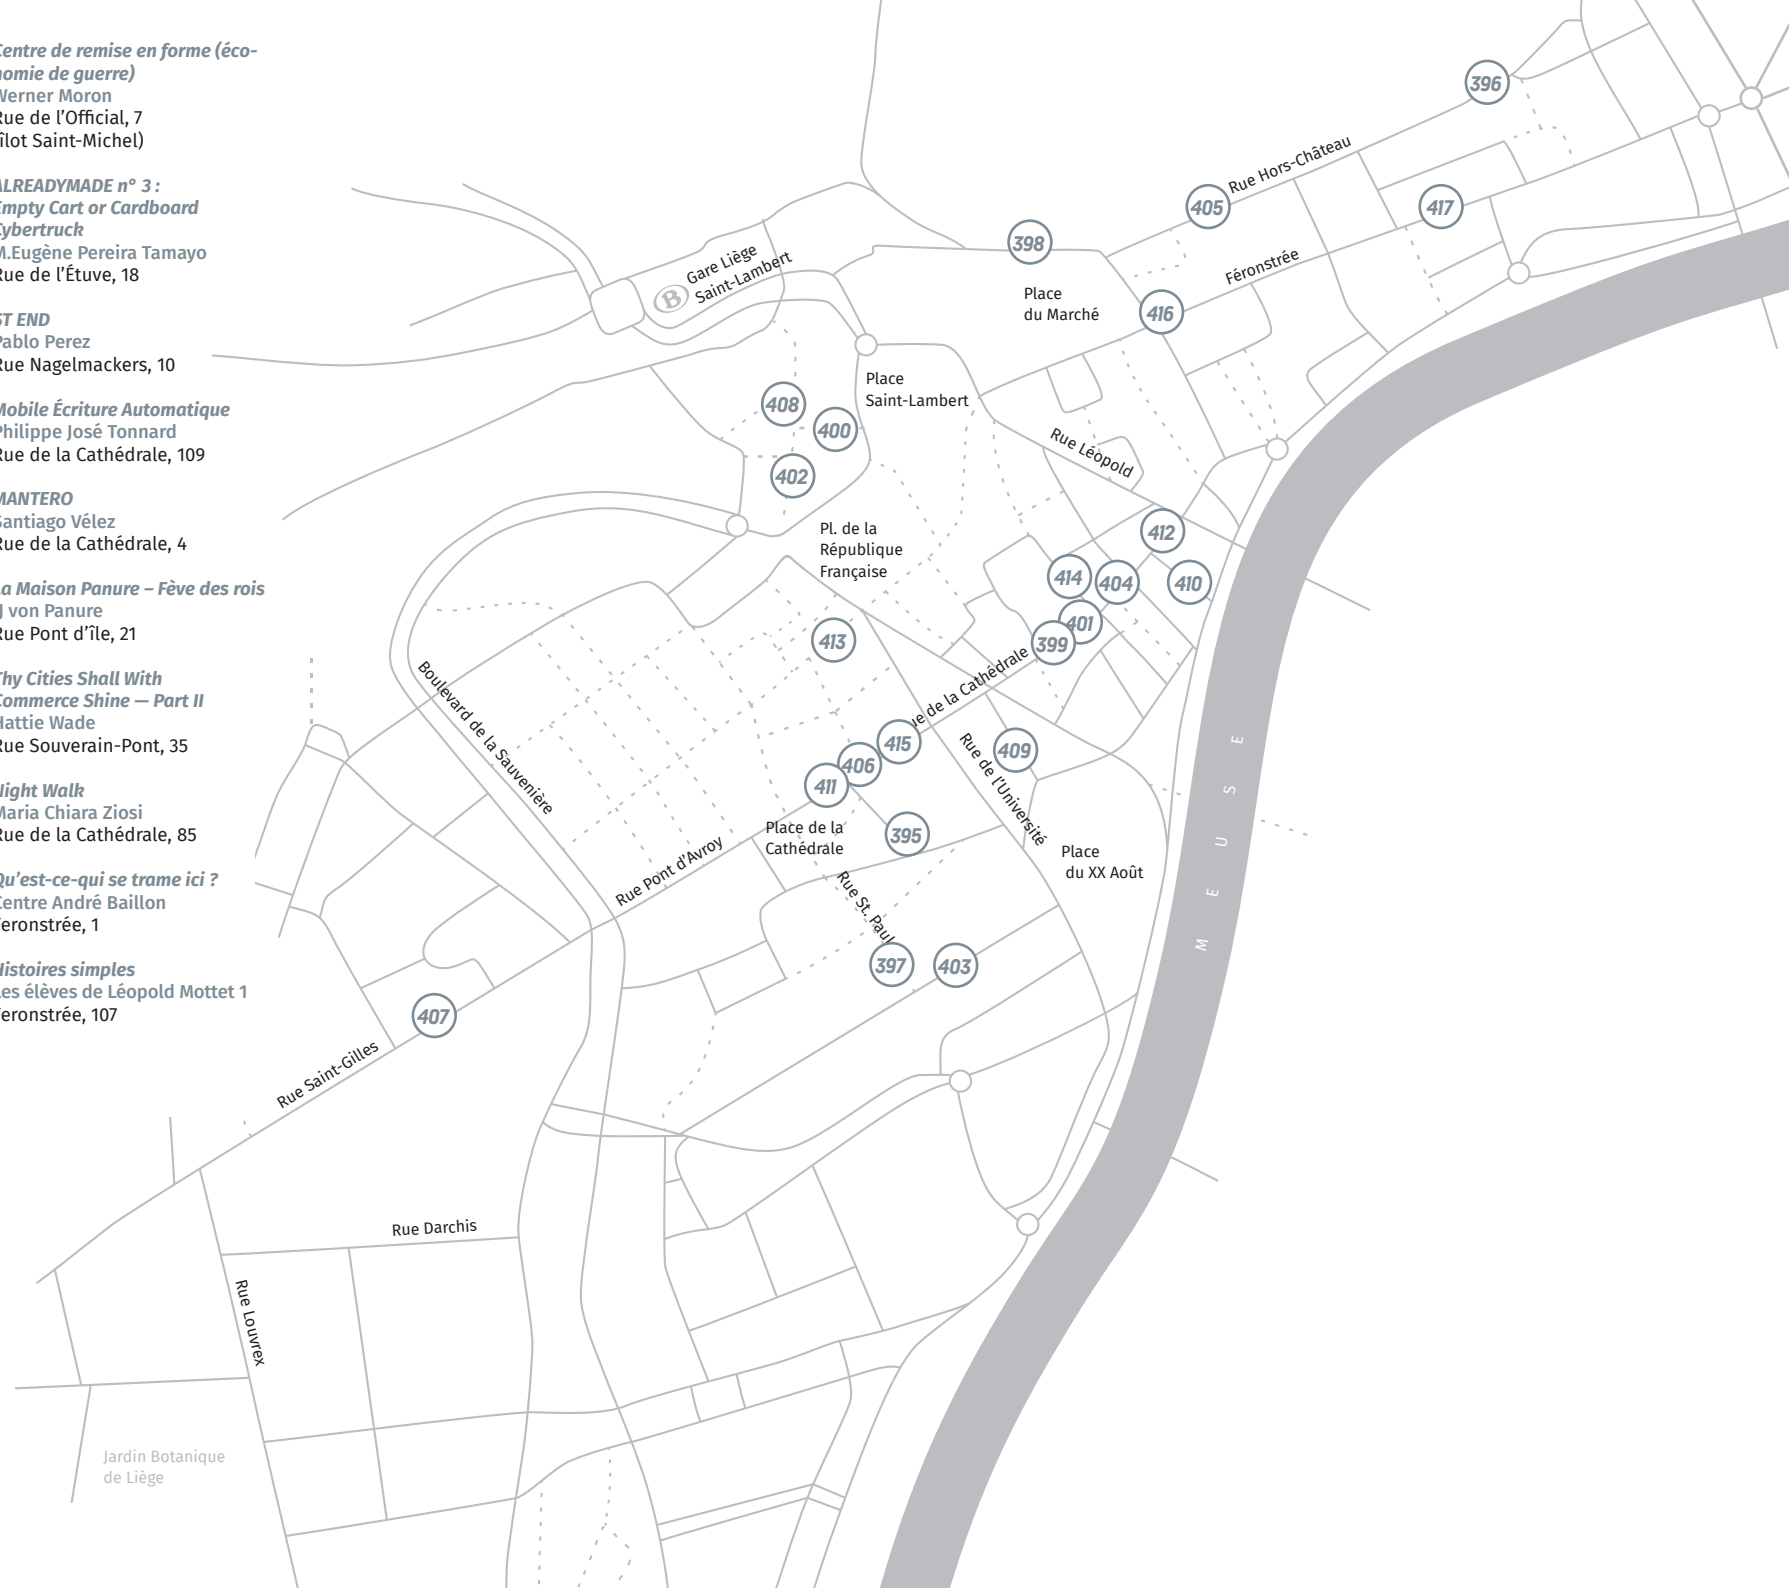 Centre de remise en forme (éco-
nomie de guerre)
Werner Moron
Rue de l'Official, 7
îlot Saint-Michel)
ALREADYMADE n° 3 :
Empty Cart or Cardboard
Cybertruck
M.Eugène Pereira Tamayo
Rue de l'Étuve, 18
ST END
Pablo Perez
Rue Nagelmackers, 10
Mobile Écriture Automatique
Philippe José Tonnard
Rue de la Cathédrale, 109
MANTERO
Santiago Vélez
Rue de la Cathédrale, 4
La Maison Panure – Fève des rois
J von Panure
Rue Pont d'île, 21
Thy Cities Shall With
Commerce Shine — Part II
Hattie Wade
Rue Souverain-Pont, 35
Night Walk
Maria Chiara Ziosi
Rue de la Cathédrale, 85
Qu'est-ce-qui se trame ici ?
Centre André Baillon
eronstrée, 1
Histoires simples
Les élèves de Léopold Mottet 1
eronstrée, 107
396
Rue Hors-Château
405
417
398
Gare Liège
Saint-Lambert
B
Féronstrée
Place
du Marché
416
Place
Saint-Lambert
408
400
402
Rue Léopold
Pl. de la
République
Française
412
414
404
410
401
399
413
ue de la Cathédrale
Boulevard de la Sauvenière
415
406
411
409
Rue de l'Université
MEUSE
Place de la
Cathédrale
395
Rue Pont d'Avroy
Place
du XX Août
Rue St. Paul
397
403
407
Rue Saint-Gilles
Rue Darchis
Rue Louvrex
Jardin Botanique
de Liège